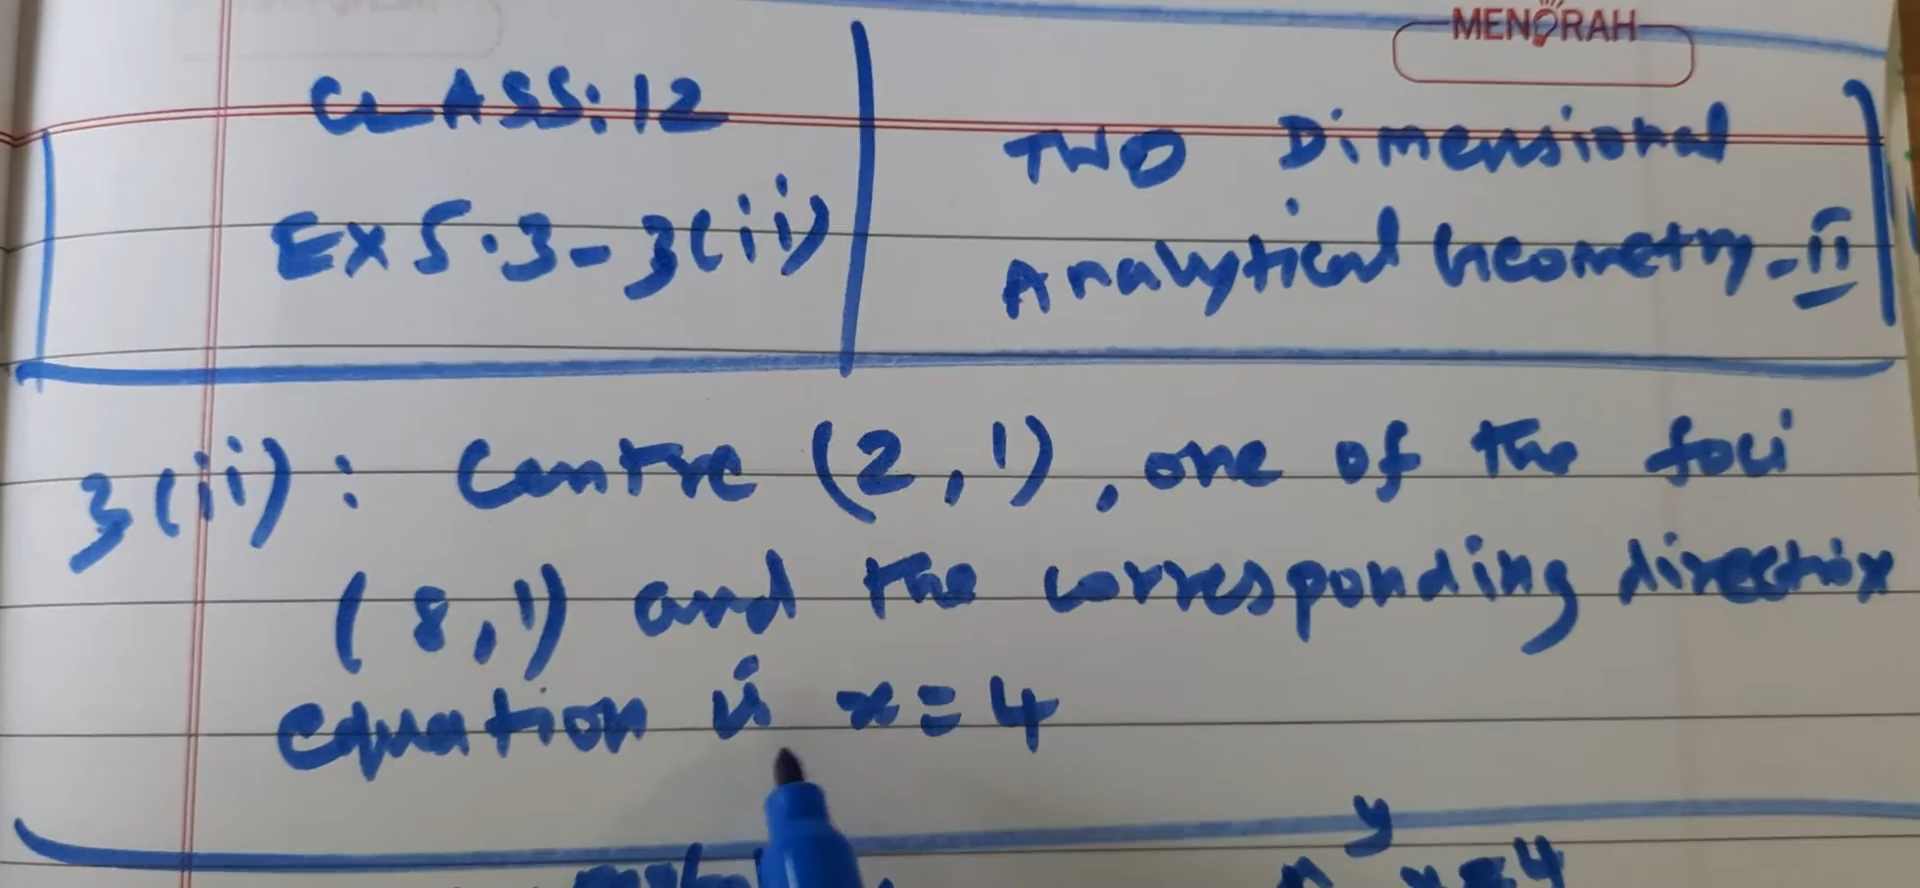 MENORAH
CLASS: 12
EX 5.3-3(ii)
TWO Dimensional
Analytical Geometry-II
3(ii): Centre (2,1), one of the foci
(8,1) and the corresponding directrix
equation is x=4
y
x=4